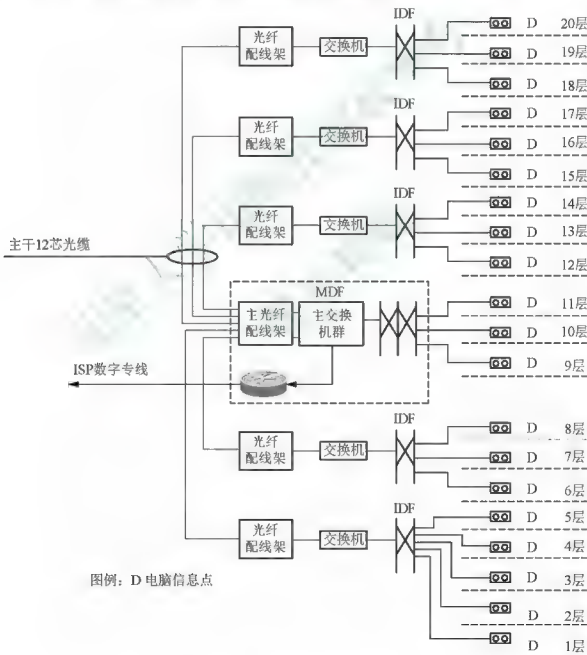 IDF
光纤
配线架
交换机
D 20层
D 19层
D 18层
IDF
光纤
配线架
交换机
D 17层
D 16层
D 15层
IDF
光纤
配线架
交换机
D 14层
D 13层
D 12层
主干12芯光缆
MDF
主光纤
配线架
主交换
机群
D 11层
D 10层
D 9层
ISP数字专线
IDF
光纤
配线架
交换机
D 8层
D 7层
D 6层
IDF
光纤
配线架
交换机
D 5层
D 4层
D 3层
D 2层
D 1层
图例：D 电脑信息点